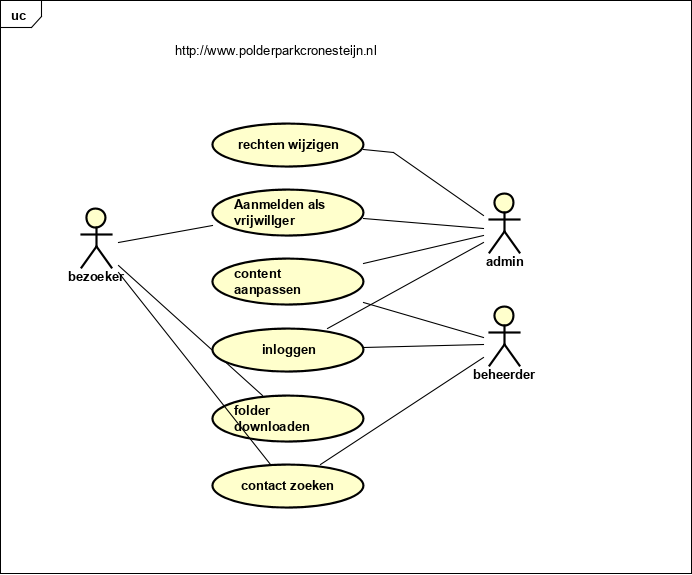 uc
http://www.polderparkcronesteijn.nl
rechten wijzigen
Aanmelden als
vrijwillger
content
aanpassen
inloggen
folder
downloaden
contact zoeken
bezoeker
admin
beheerder